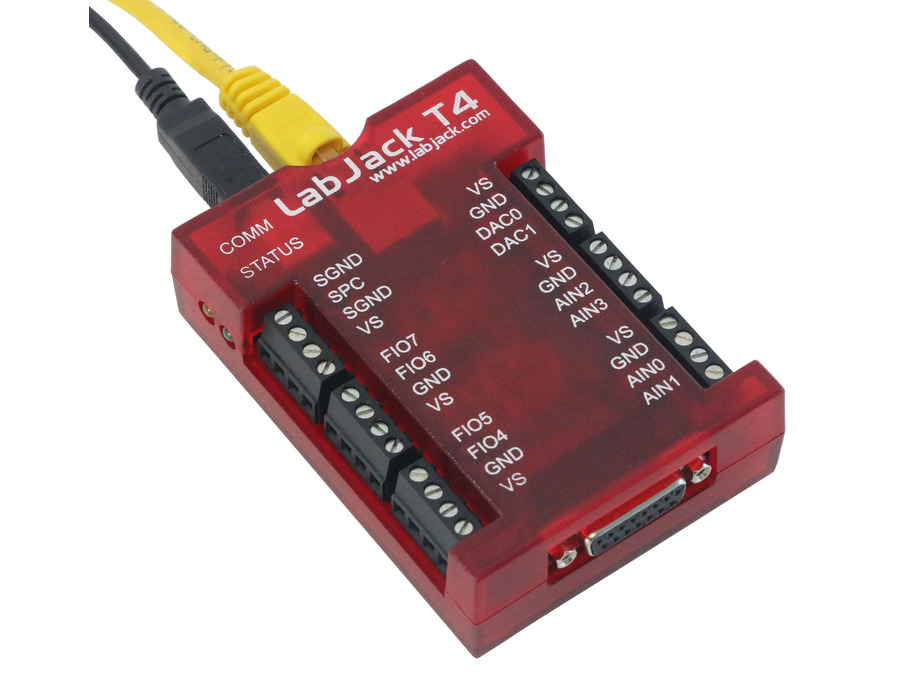 LabJack T4
www.labjack.com
COMM
STATUS
SGND
SPC
SGND
VS
FIO7
FIO6
GND
VS
FIO5
FIO4
GND
VS
VS
GND
DAC0
DAC1
VS
GND
AIN2
AIN3
VS
GND
AIN0
AIN1